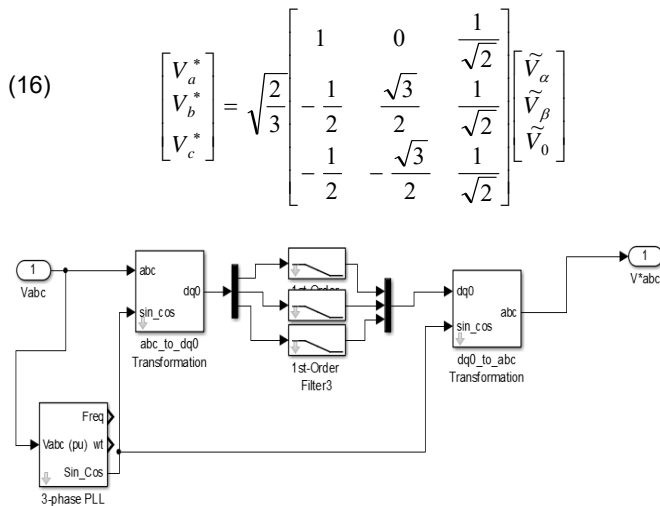 (16)
[V_a^* V_b^* V_c^*] = √(2/3) [1 0 1/√2; -1/2 √3/2 1/√2; -1/2 -√3/2 1/√2] [Ṽ_α Ṽ_β Ṽ_0]
1
Vabc
abc
sin_cos
dq0
abc_to_dq0
Transformation
1st-Order
1st-Order
Filter3
dq0
sin_cos
abc
dq0_to_abc
Transformation
1
V*abc
Freq
Vabc (pu) wt
Sin_Cos
3-phase PLL